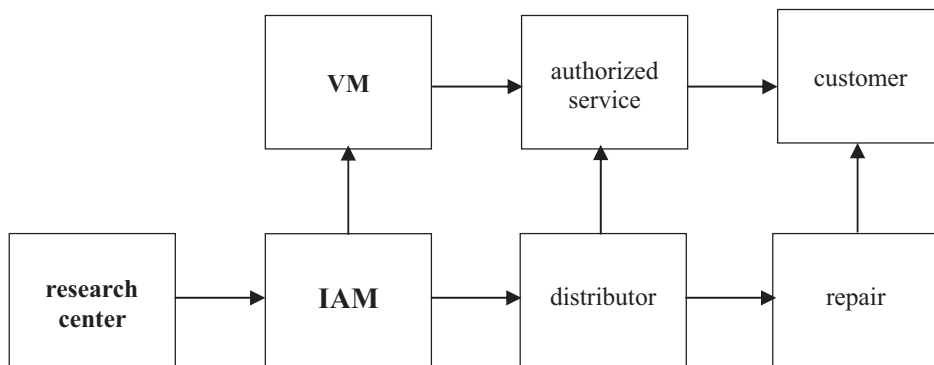 VM
authorized
service
customer
research
center
IAM
distributor
repair